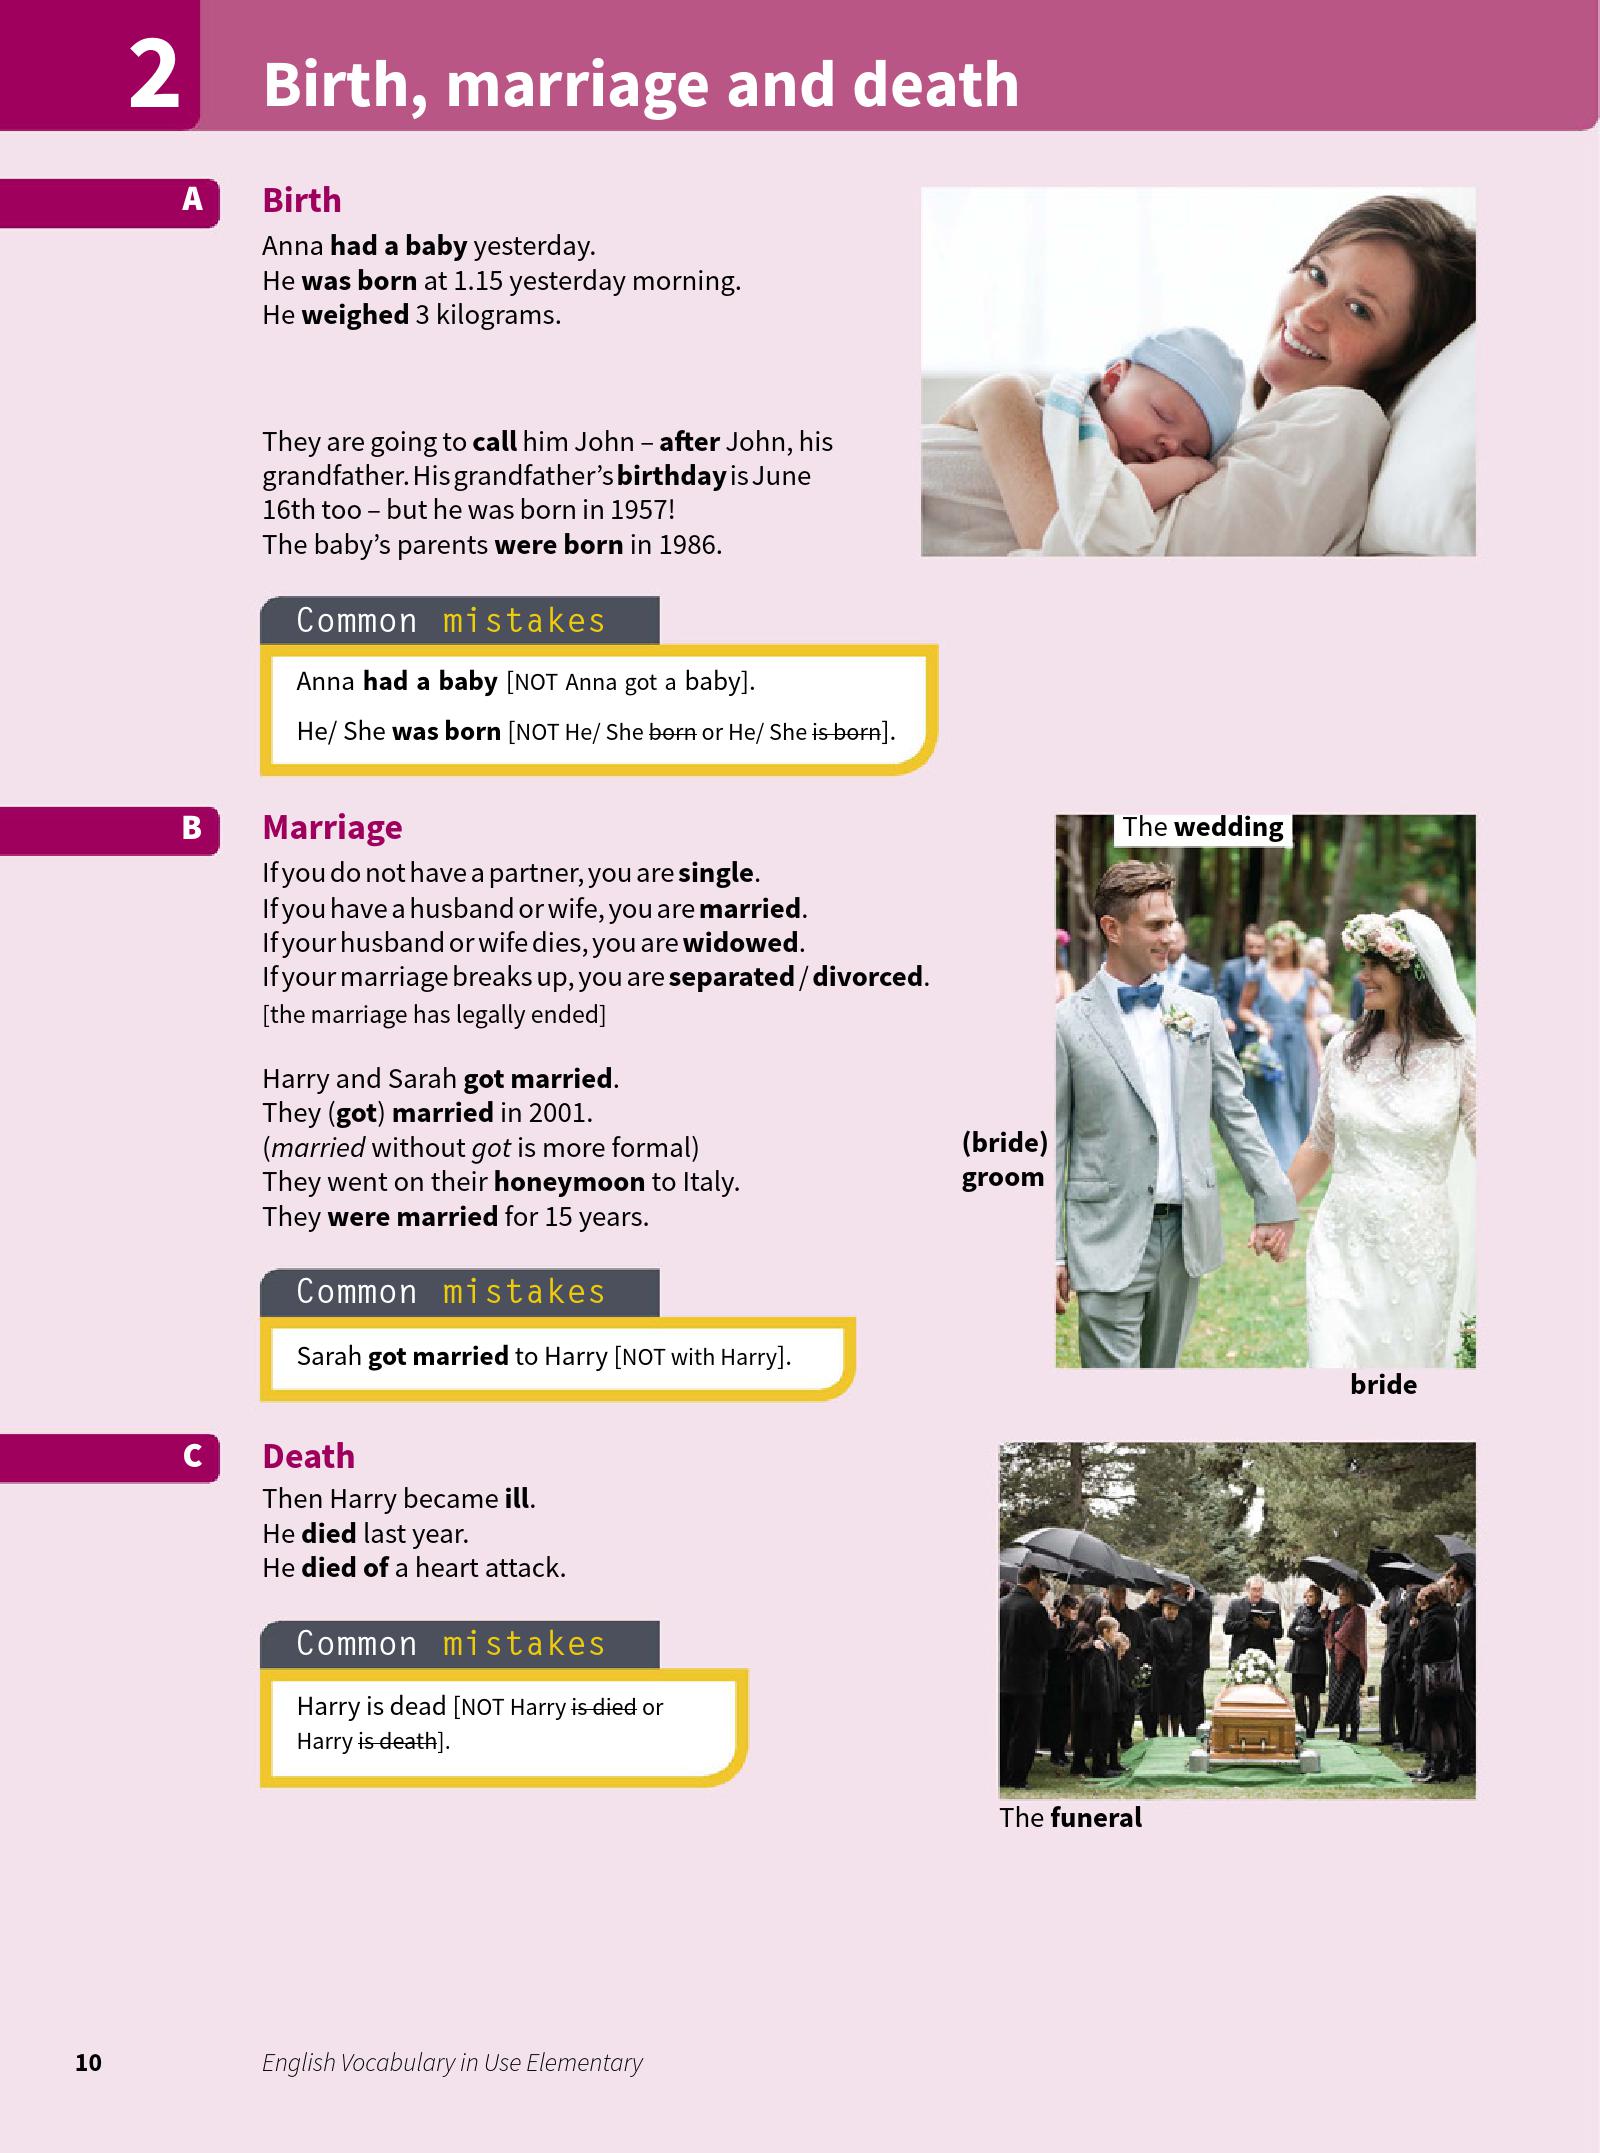 2
Birth, marriage and death
A
Birth
Anna had a baby yesterday.
He was born at 1.15 yesterday morning.
He weighed 3 kilograms.
They are going to call him John – after John, his
grandfather. His grandfather’s birthday is June
16th too – but he was born in 1957!
The baby’s parents were born in 1986.
Common mistakes
Anna had a baby [NOT Anna got a baby].
He/ She was born [NOT He/ She born or He/ She is born].
B
Marriage
If you do not have a partner, you are single.
If you have a husband or wife, you are married.
If your husband or wife dies, you are widowed.
If your marriage breaks up, you are separated / divorced.
[the marriage has legally ended]
Harry and Sarah got married.
They (got) married in 2001.
(married without got is more formal)
They went on their honeymoon to Italy.
They were married for 15 years.
The wedding
(bride)
groom
bride
Common mistakes
Sarah got married to Harry [NOT with Harry].
C
Death
Then Harry became ill.
He died last year.
He died of a heart attack.
Common mistakes
Harry is dead [NOT Harry is died or
Harry is death].
The funeral
10
English Vocabulary in Use Elementary